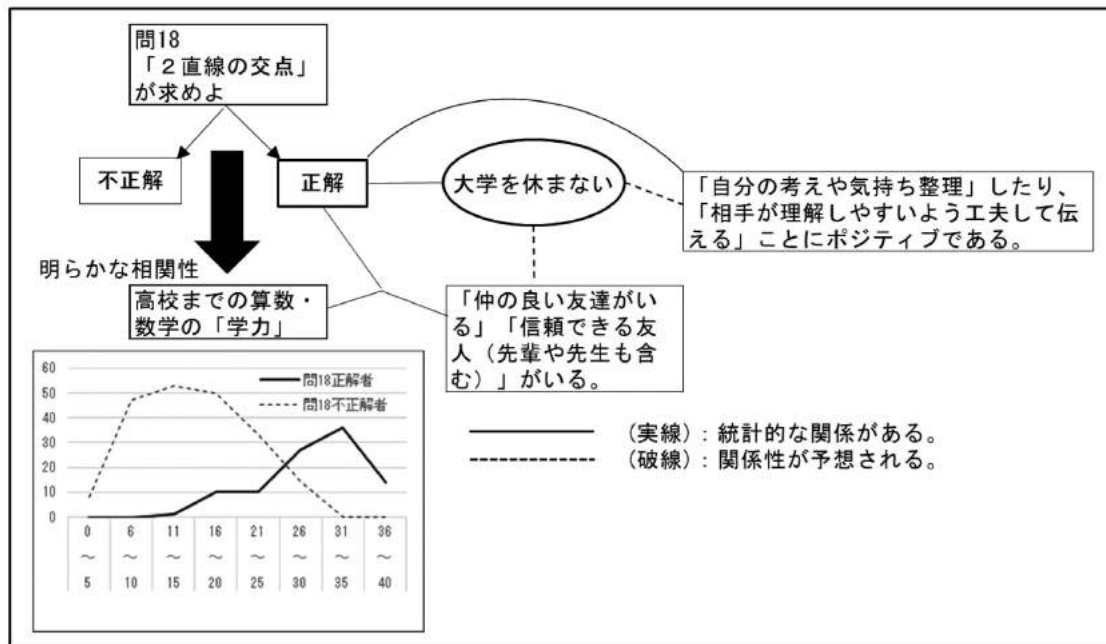 問18
「２直線の交点」
が求めよ
不正解
正解
大学を休まない
「自分の考えや気持ち整理」したり、
「相手が理解しやすいよう工夫して伝
える」ことにポジティブである。
明らかな相関性
高校までの算数・
数学の「学力」
「仲の良い友達がい
る」「信頼できる友
人（先輩や先生も含
む）」がいる。
60
50
40
30
20
10
0
問18正解者
問18不正解者
0 6 11 16 21 26 31 36
～ ～ ～ ～ ～ ～ ～ ～
5 10 15 20 25 30 35 40
（実線）：統計的な関係がある。
（破線）：関係性が予想される。